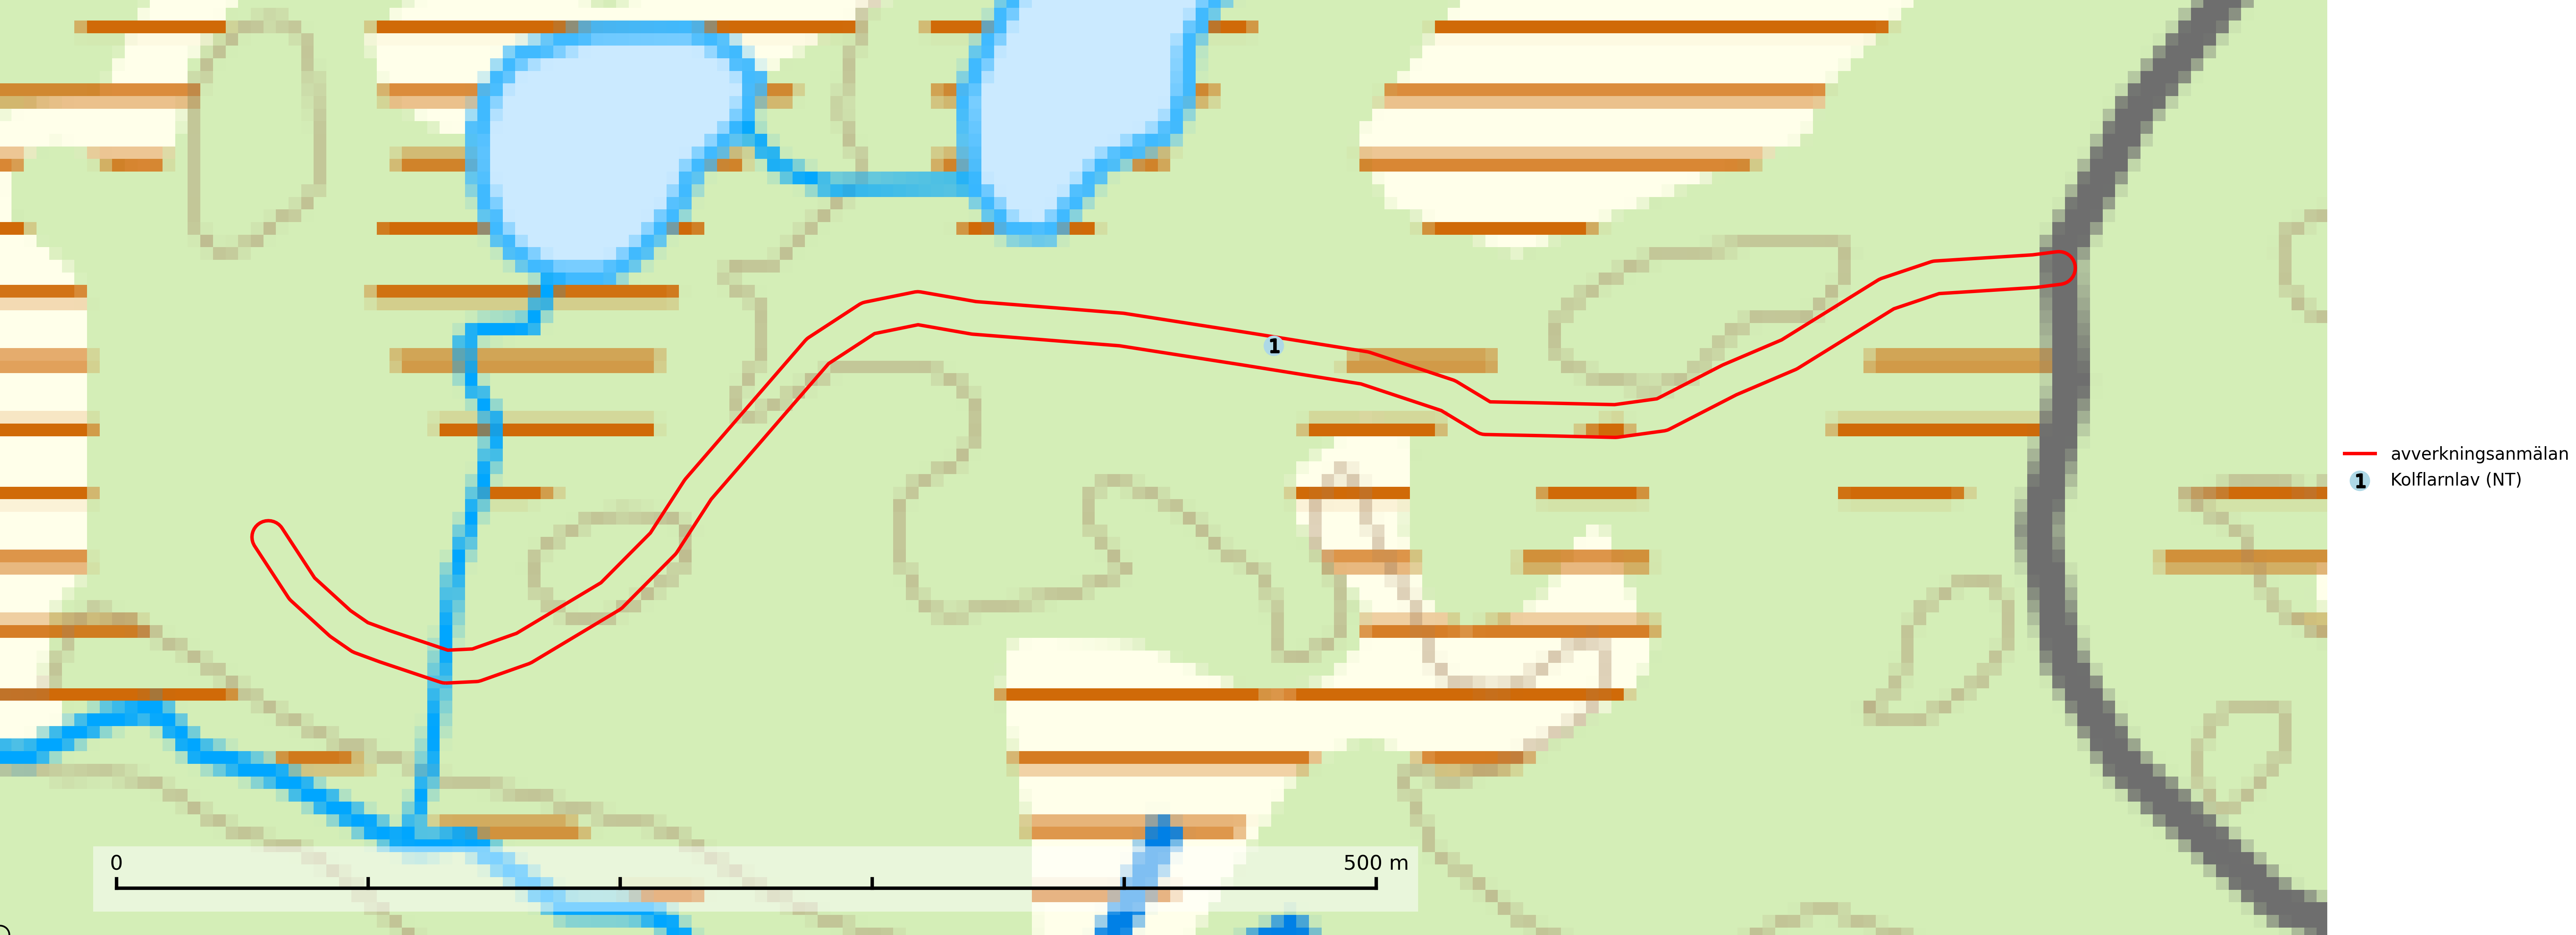 1
avverkningsanmälan
1 Kolflarnlav (NT)
0 500 m